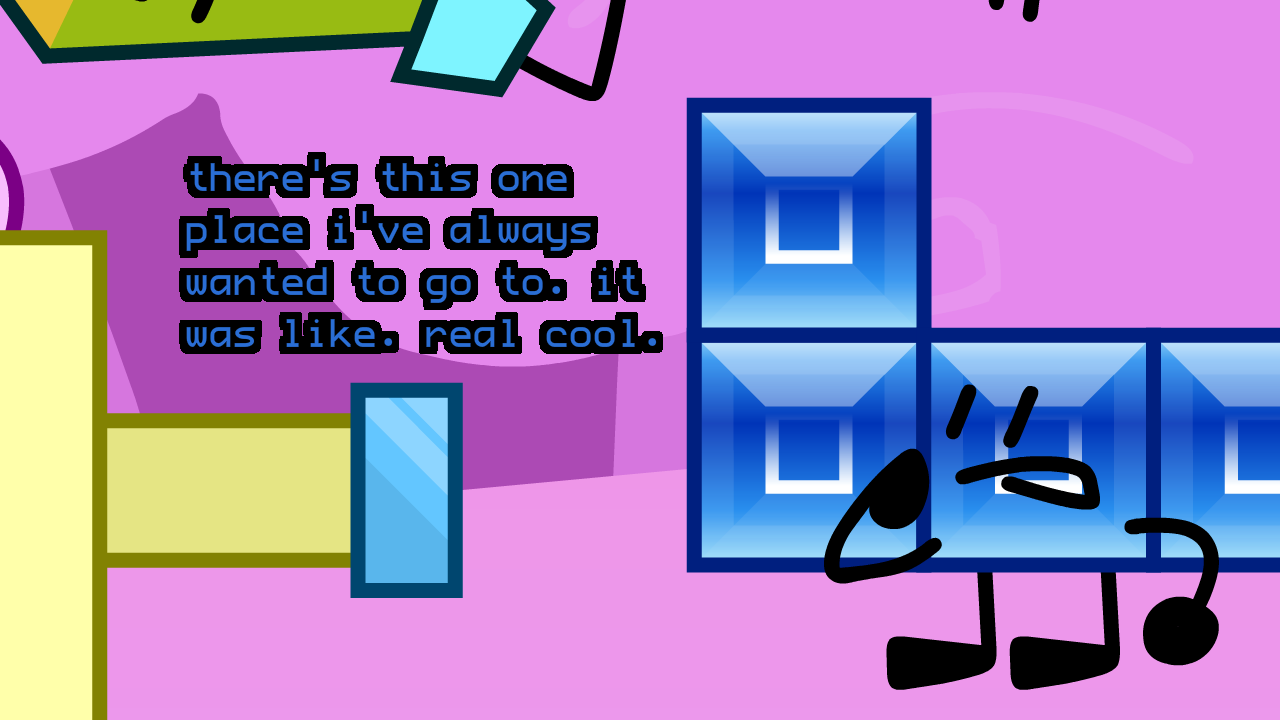 there's this one
place i've always
wanted to go to. it
was like. real cool.